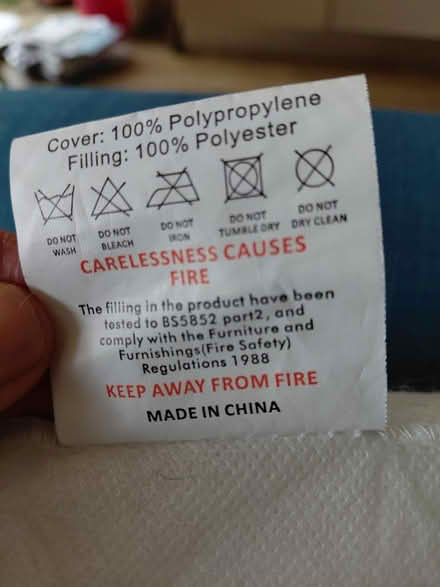 Cover: 100% Polypropylene
Filling: 100% Polyester
DO NOT WASH
DO NOT BLEACH
DO NOT IRON
DO NOT TUMBLE DRY
DO NOT DRY CLEAN
CARELESSNESS CAUSES
FIRE
The filling in the product have been
tested to BS5852 part2, and
comply with the Furniture and
Furnishings(Fire Safety)
Regulations 1988
KEEP AWAY FROM FIRE
MADE IN CHINA